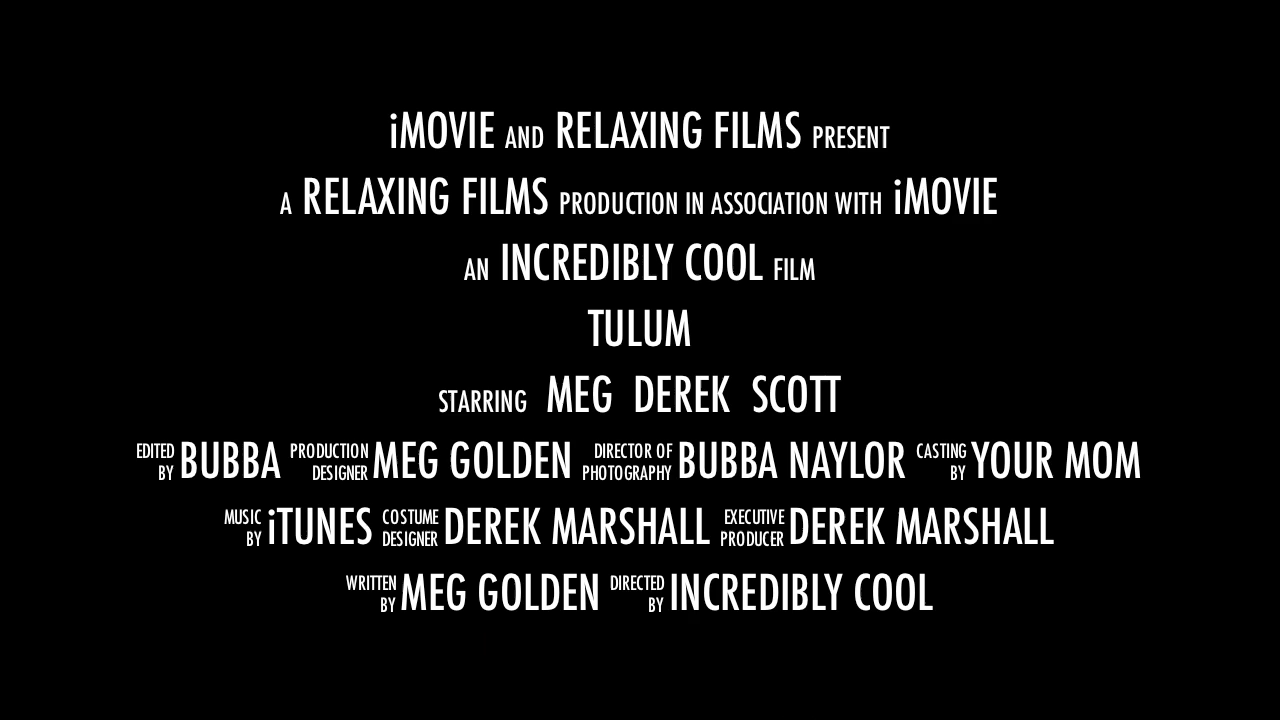 iMOVIE AND RELAXING FILMS PRESENT
A RELAXING FILMS PRODUCTION IN ASSOCIATION WITH iMOVIE
AN INCREDIBLY COOL FILM
TULUM
STARRING MEG DEREK SCOTT
EDITED BY BUBBA PRODUCTION DESIGNER MEG GOLDEN DIRECTOR OF PHOTOGRAPHY BUBBA NAYLOR CASTING BY YOUR MOM
MUSIC BY iTUNES COSTUME DESIGNER DEREK MARSHALL EXECUTIVE PRODUCER DEREK MARSHALL
WRITTEN BY MEG GOLDEN DIRECTED BY INCREDIBLY COOL